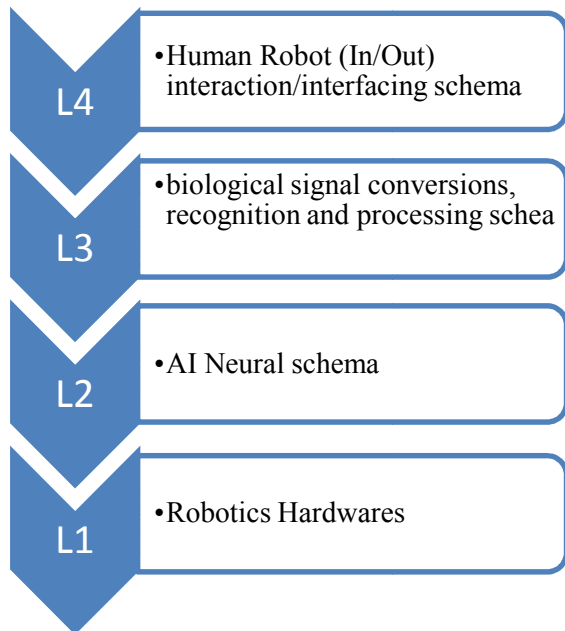 L4
•Human Robot (In/Out)
interaction/interfacing schema
L3
•biological signal conversions,
recognition and processing schea
L2
•AI Neural schema
L1
•Robotics Hardwares